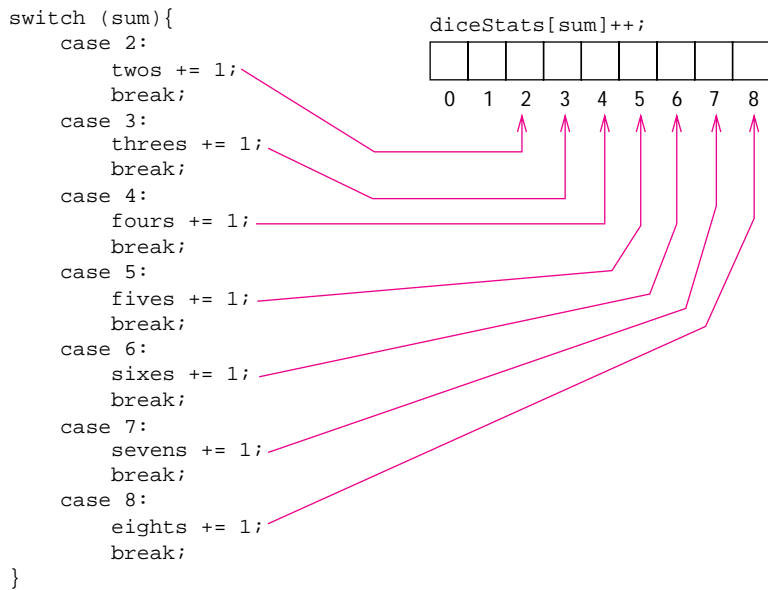 switch (sum){
    case 2:
        twos += 1;
        break;
    case 3:
        threes += 1;
        break;
    case 4:
        fours += 1;
        break;
    case 5:
        fives += 1;
        break;
    case 6:
        sixes += 1;
        break;
    case 7:
        sevens += 1;
        break;
    case 8:
        eights += 1;
        break;
}
diceStats[sum]++;
0 1 2 3 4 5 6 7 8